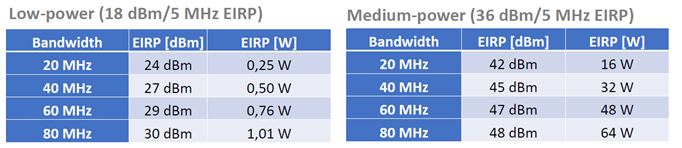 Low-power (18 dBm/5 MHz EIRP)
Bandwidth EIRP [dBm] EIRP [W]
20 MHz 24 dBm 0,25 W
40 MHz 27 dBm 0,50 W
60 MHz 29 dBm 0,76 W
80 MHz 30 dBm 1,01 W
Medium-power (36 dBm/5 MHz EIRP)
Bandwidth EIRP [dBm] EIRP [W]
20 MHz 42 dBm 16 W
40 MHz 45 dBm 32 W
60 MHz 47 dBm 48 W
80 MHz 48 dBm 64 W